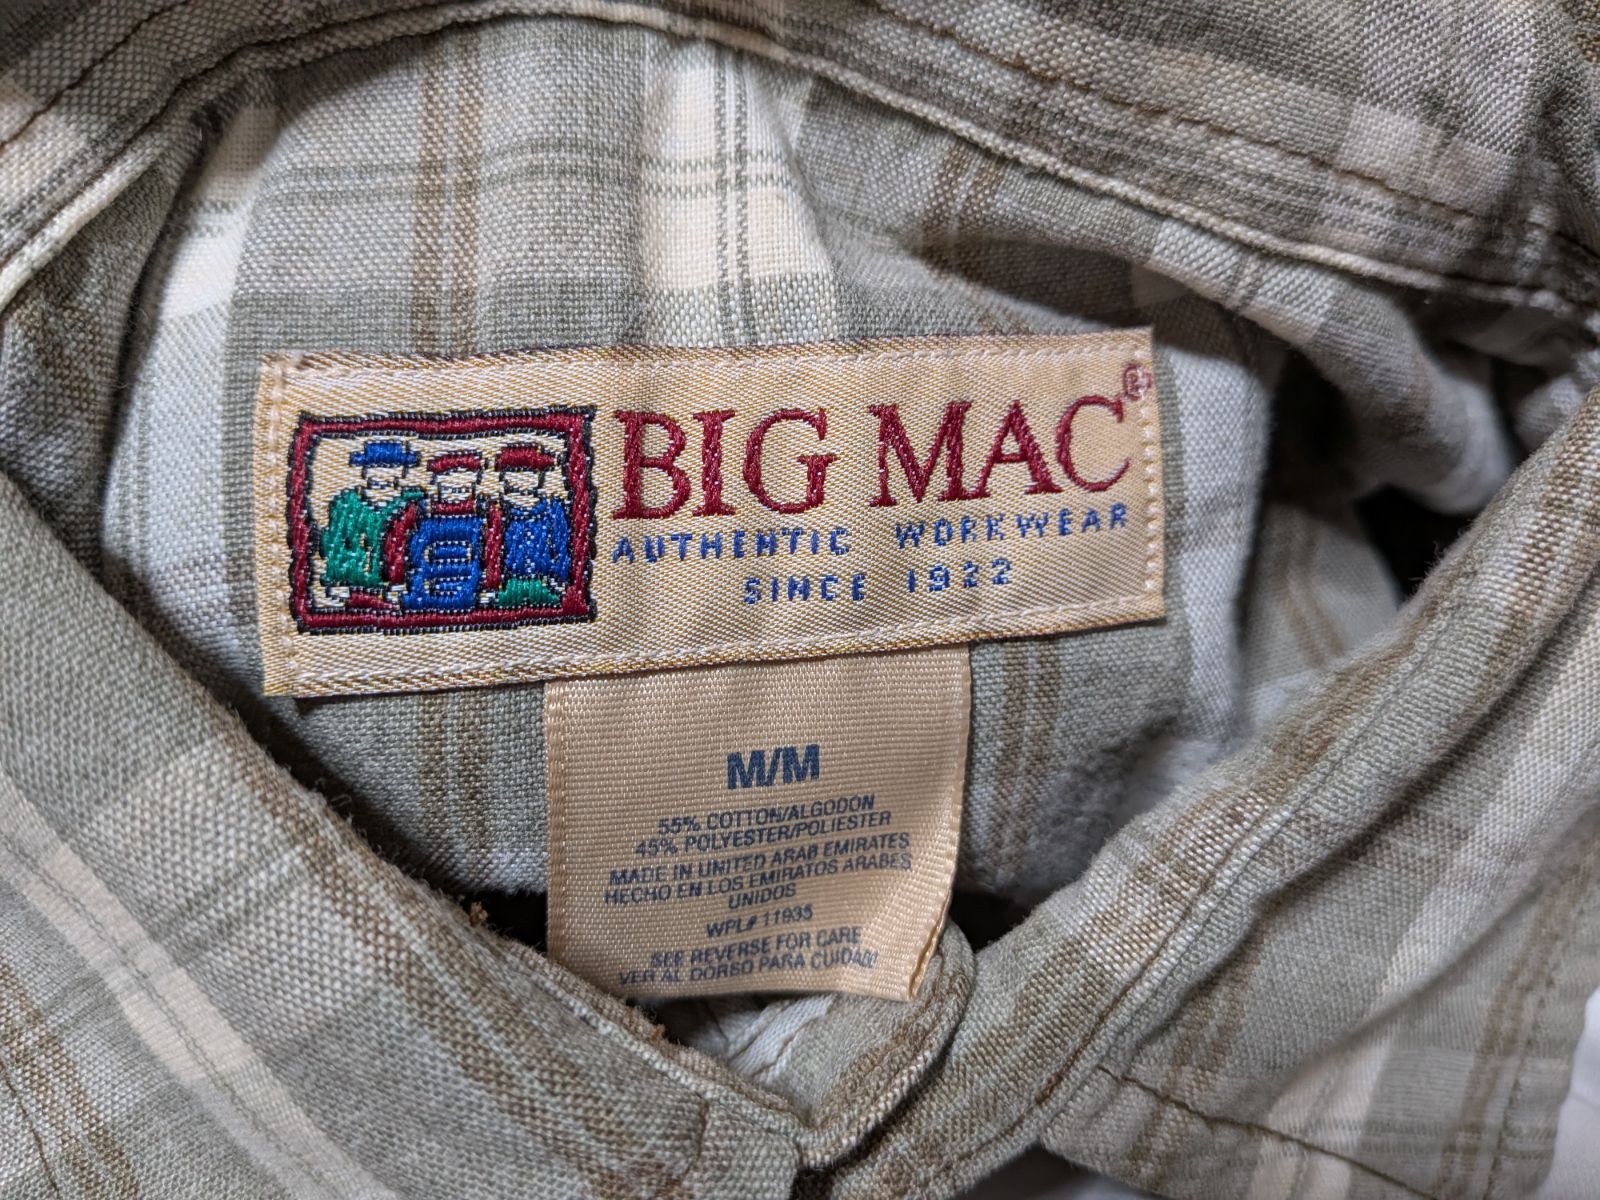 BIG MAC®
AUTHENTIC WORKWEAR
SINCE 1922
M/M
55% COTTON/ALGODON
45% POLYESTER/POLIESTER
MADE IN UNITED ARAB EMIRATES
HECHO EN LOS EMIRATOS ARABES
UNIDOS
WPL# 11935
SEE REVERSE FOR CARE
VER AL DORSO PARA CUIDADO